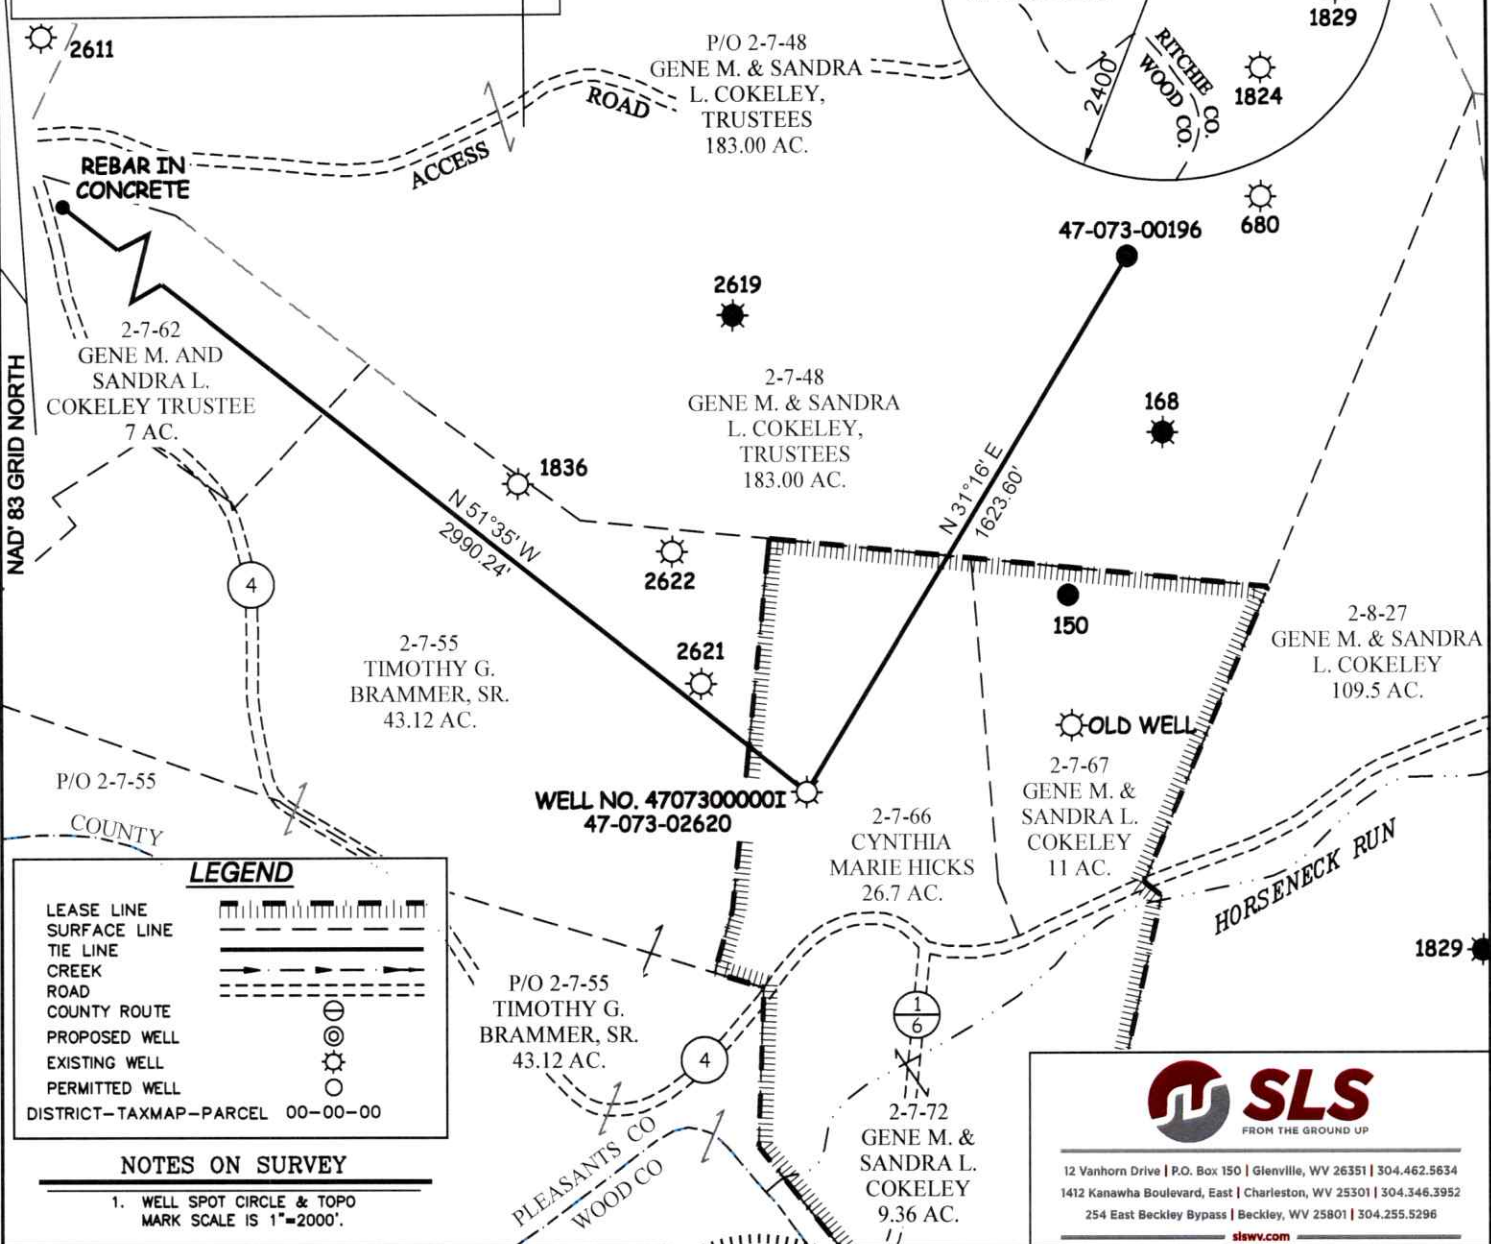 2611
P/O 2-7-48
GENE M. & SANDRA
L. COKELEY,
TRUSTEES
183.00 AC.
ACCESS
ROAD
2400'
RITCHIE CO.
WOOD CO.
1829
1824
REBAR IN
CONCRETE
47-073-00196
680
2619
NAD' 83 GRID NORTH
2-7-62
GENE M. AND
SANDRA L.
COKELEY TRUSTEE
7 AC.
2-7-48
GENE M. & SANDRA
L. COKELEY,
TRUSTEES
183.00 AC.
168
1836
N 51°35' W
2990.24'
N 31°16' E
1623.60'
2622
4
150
2-7-55
TIMOTHY G.
BRAMMER, SR.
43.12 AC.
2621
2-8-27
GENE M. & SANDRA
L. COKELEY
109.5 AC.
OLD WELL
P/O 2-7-55
COUNTY
WELL NO. 4707300000I
47-073-02620
2-7-66
CYNTHIA
MARIE HICKS
26.7 AC.
2-7-67
GENE M. &
SANDRA L.
COKELEY
11 AC.
HORSENECK RUN
1829
LEGEND
LEASE LINE
SURFACE LINE
TIE LINE
CREEK
ROAD
COUNTY ROUTE
PROPOSED WELL
EXISTING WELL
PERMITTED WELL
DISTRICT-TAXMAP-PARCEL 00-00-00
P/O 2-7-55
TIMOTHY G.
BRAMMER, SR.
43.12 AC.
4
1
6
2-7-72
GENE M. &
SANDRA L.
COKELEY
9.36 AC.
PLEASANTS CO
WOOD CO
NOTES ON SURVEY
1. WELL SPOT CIRCLE & TOPO
MARK SCALE IS 1"=2000'.
SLS
FROM THE GROUND UP
12 Vanhorn Drive | P.O. Box 150 | Glenville, WV 26351 | 304.462.5634
1412 Kanawha Boulevard, East | Charleston, WV 25301 | 304.346.3952
254 East Beckley Bypass | Beckley, WV 25801 | 304.255.5296
slswv.com